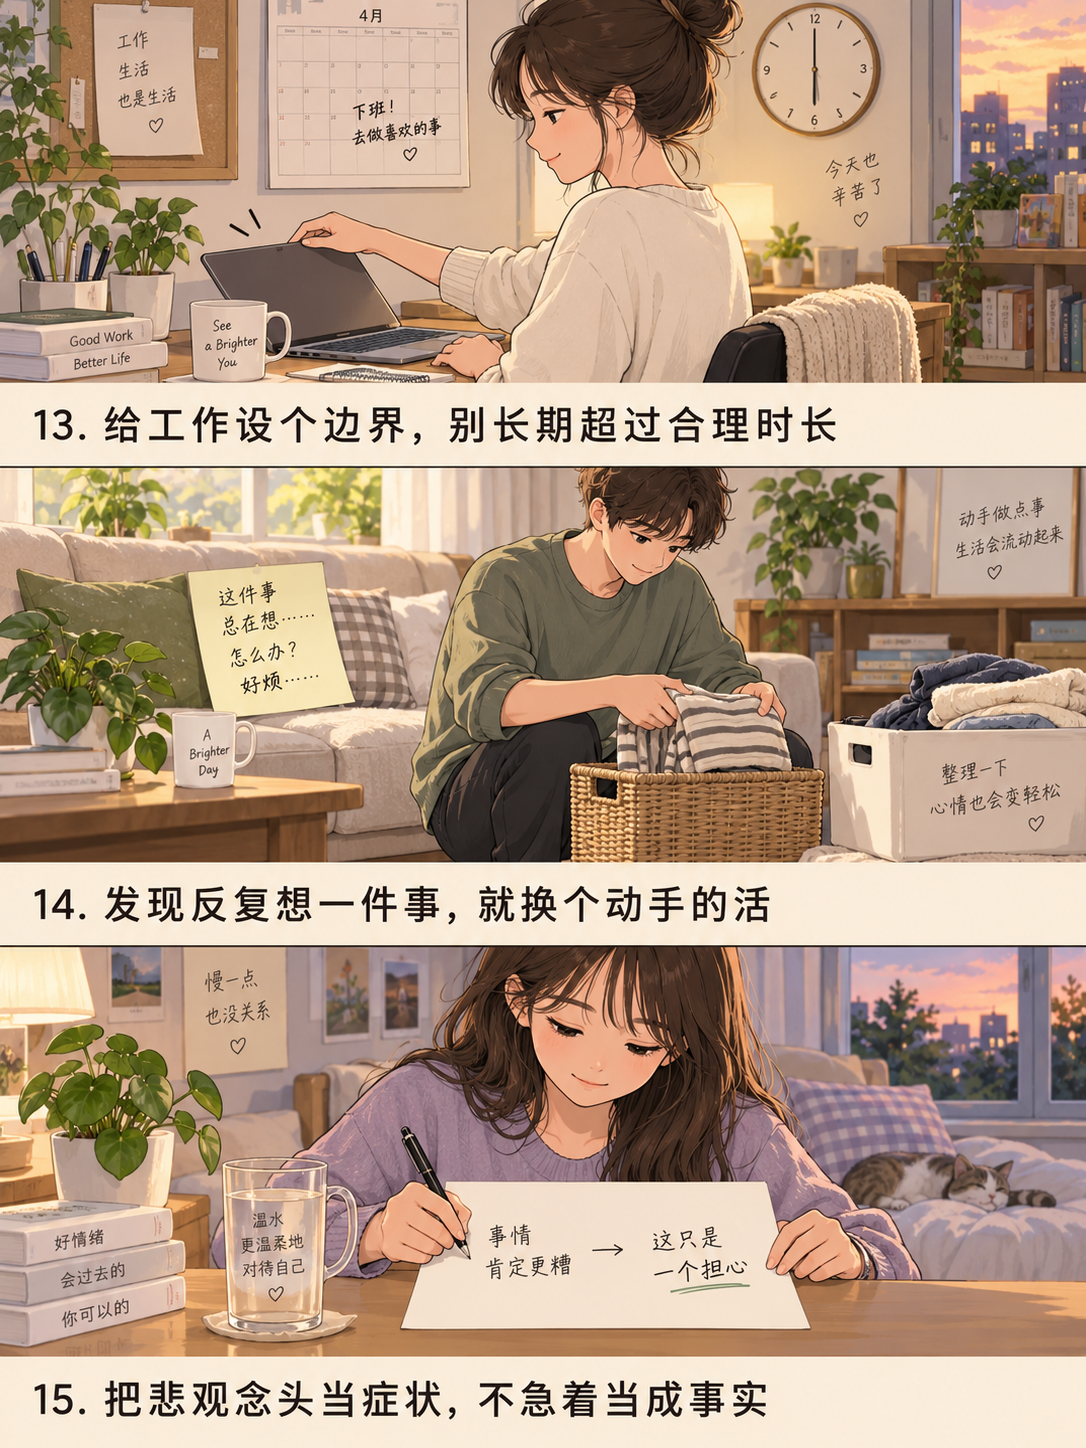 工作
生活
也是生活
♡
4月
下班！
去做喜欢的事
♡
12
3
6
7
9
今天也
辛苦了
♡
Good Work
Better Life
See
a Brighter
You
13. 给工作设个边界，别长期超过合理时长
这件事
总在想……
怎么办？
好烦……
A
Brighter
Day
动手做点事
生活会流动起来
♡
整理一下
心情也会变轻松
♡
14. 发现反复想一件事，就换个动手的活
慢一点
也没关系
♡
好情绪
会过去的
你可以的
温水
更温柔地
对待自己
♡
事情
肯定更糟
→
这只是
一个担心
15. 把悲观念头当症状，不急着当成事实